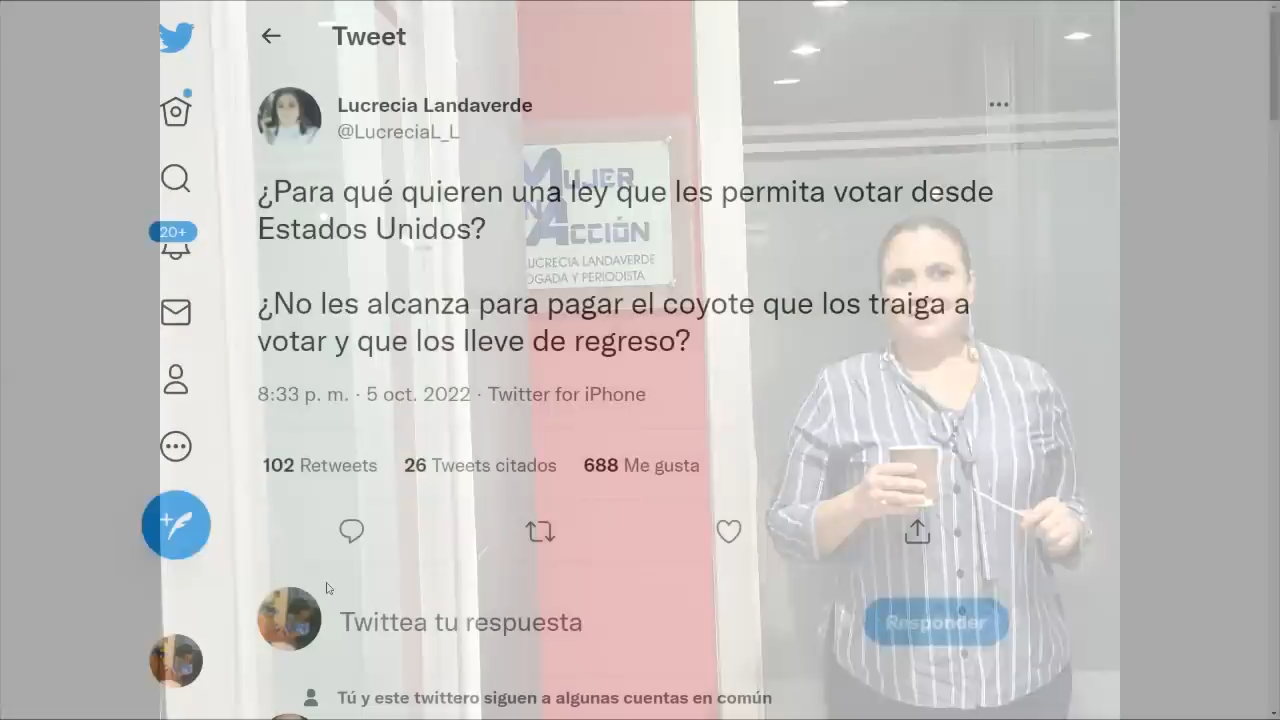 Tweet
Lucrecia Landaverde
@LucreciaL_L
¿Para qué quieren una ley que les permita votar desde
Estados Unidos?
¿No les alcanza para pagar el coyote que los traiga a
votar y que los lleve de regreso?
8:33 p. m. · 5 oct. 2022 · Twitter for iPhone
102 Retweets 26 Tweets citados 688 Me gusta
20+
Twittea tu respuesta
Responder
Tú y este twittero siguen a algunas cuentas en común
MUJER
EN
ACCIÓN
LUCRECIA LANDAVERDE
OGADA Y PERIODISTA